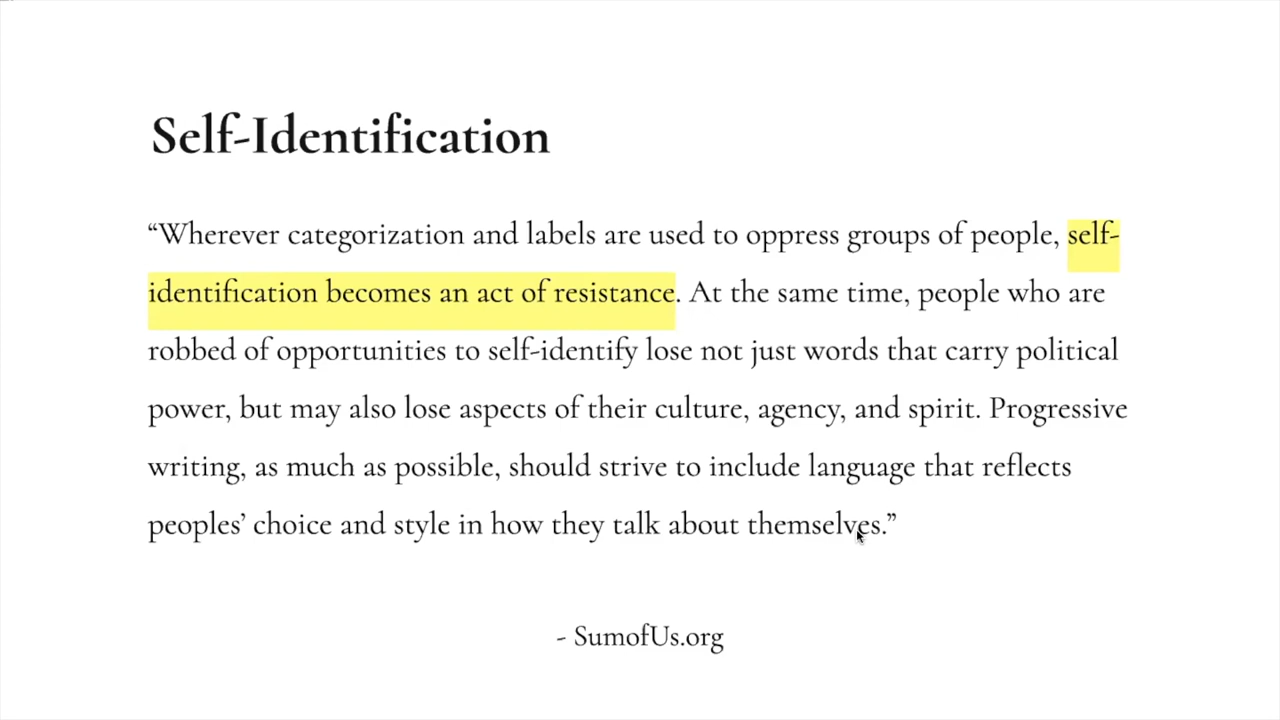 Self-Identification
“Wherever categorization and labels are used to oppress groups of people, self-
identification becomes an act of resistance. At the same time, people who are
robbed of opportunities to self-identify lose not just words that carry political
power, but may also lose aspects of their culture, agency, and spirit. Progressive
writing, as much as possible, should strive to include language that reflects
peoples’ choice and style in how they talk about themselves.”
- SumofUs.org